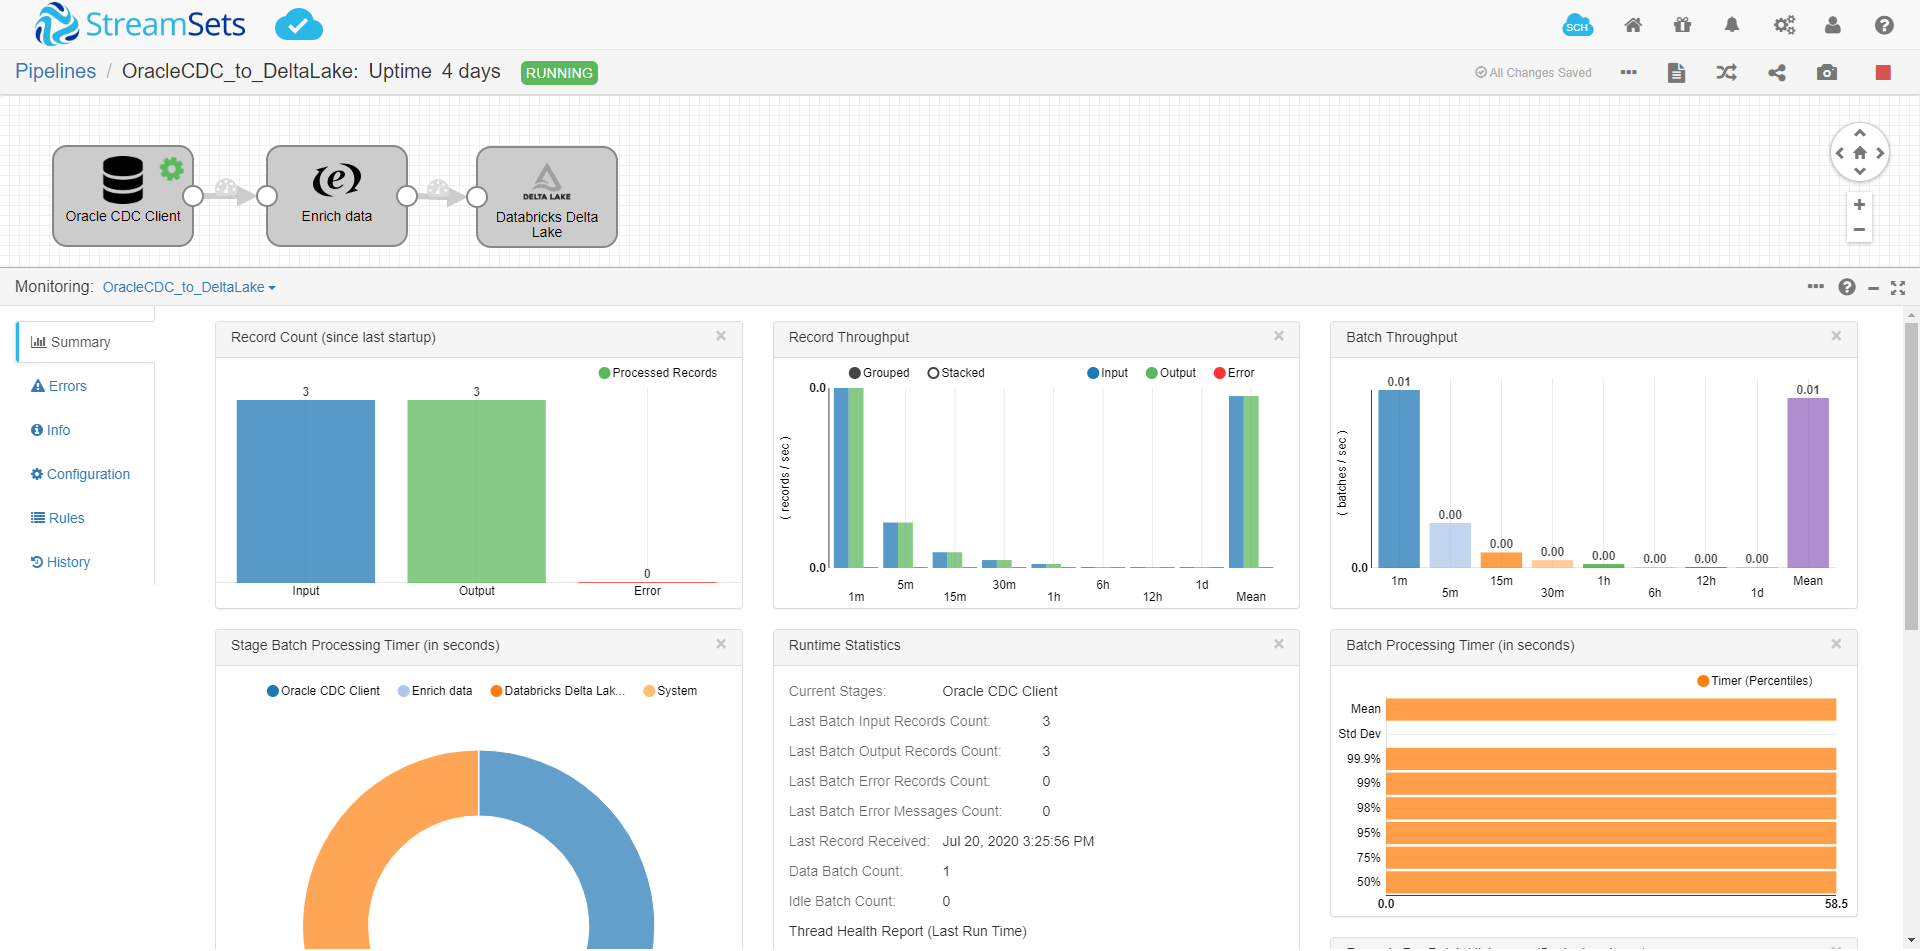 StreamSets
SCH
Pipelines / OracleCDC_to_DeltaLake: Uptime 4 days RUNNING
All Changes Saved
Oracle CDC Client
Enrich data
DELTA LAKE
Databricks Delta
Lake
Monitoring: OracleCDC_to_DeltaLake
Summary
Errors
Info
Configuration
Rules
History
Record Count (since last startup)
Processed Records
3
3
0
Input
Output
Error
Record Throughput
Grouped
Stacked
Input
Output
Error
0.0
( records / sec )
0.0
1m
5m
15m
30m
1h
6h
12h
1d
Mean
Batch Throughput
0.01
0.00
0.00
0.00
0.00
0.00
0.00
0.00
0.01
( batches / sec )
0.0
1m
5m
15m
30m
1h
6h
12h
1d
Mean
Stage Batch Processing Timer (in seconds)
Oracle CDC Client
Enrich data
Databricks Delta Lak...
System
Runtime Statistics
Current Stages: Oracle CDC Client
Last Batch Input Records Count: 3
Last Batch Output Records Count: 3
Last Batch Error Records Count: 0
Last Batch Error Messages Count: 0
Last Record Received: Jul 20, 2020 3:25:56 PM
Data Batch Count: 1
Idle Batch Count: 0
Thread Health Report (Last Run Time)
Batch Processing Timer (in seconds)
Timer (Percentiles)
Mean
Std Dev
99.9%
99%
98%
95%
75%
50%
0.0
58.5